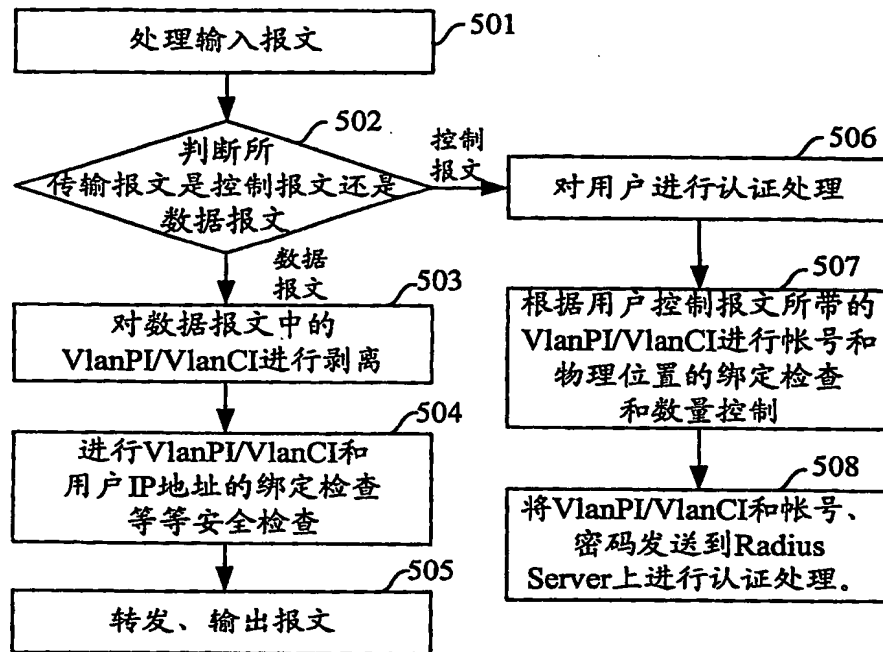 处理输入报文
501
502
判断所
传输报文是控制报文还是
数据报文
控制
报文
数据
报文
503
对数据报文中的
VlanPI/VlanCI进行剥离
504
进行VlanPI/VlanCI和
用户IP地址的绑定检查
等等安全检查
505
转发、输出报文
506
对用户进行认证处理
507
根据用户控制报文所带的
VlanPI/VlanCI进行帐号和
物理位置的绑定检查
和数量控制
508
将VlanPI/VlanCI和帐号、
密码发送到Radius
Server上进行认证处理。